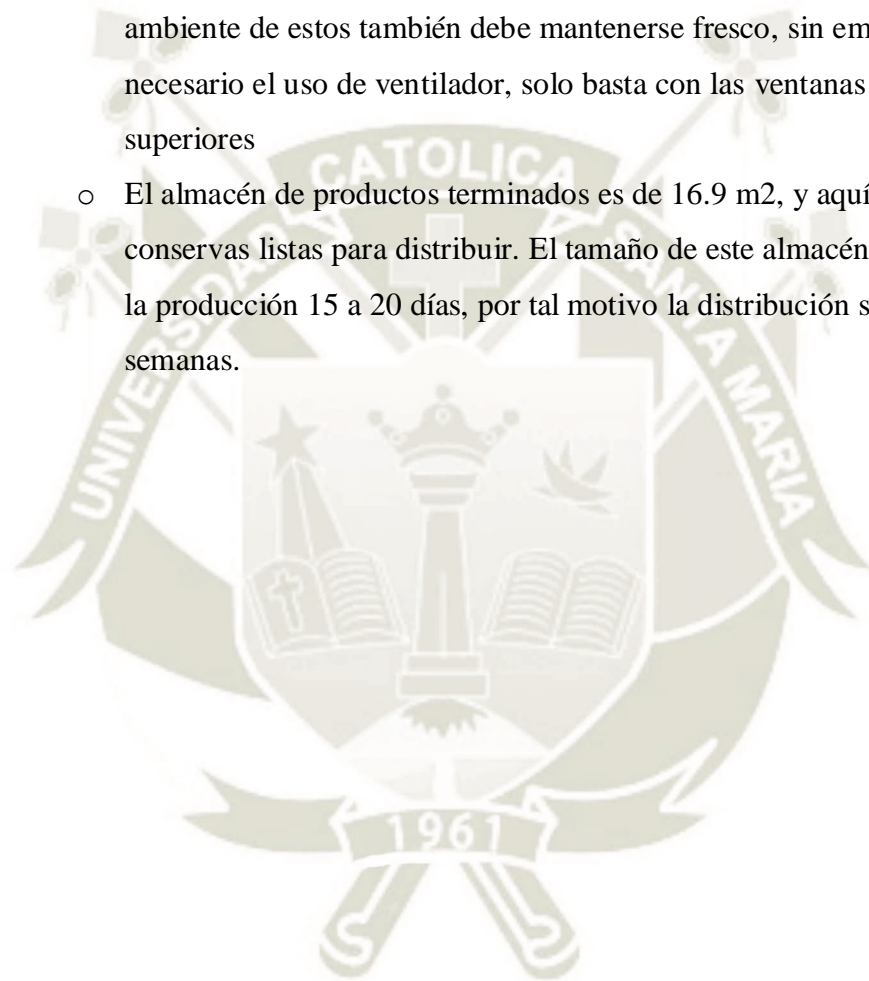 ambiente de estos también debe mantenerse fresco, sin em
necesario el uso de ventilador, solo basta con las ventanas
superiores
o El almacén de productos terminados es de 16.9 m2, y aquí
conservas listas para distribuir. El tamaño de este almacén
la producción 15 a 20 días, por tal motivo la distribución s
semanas.
UNIVERSIDAD CATOLICA SANTA MARIA
1961